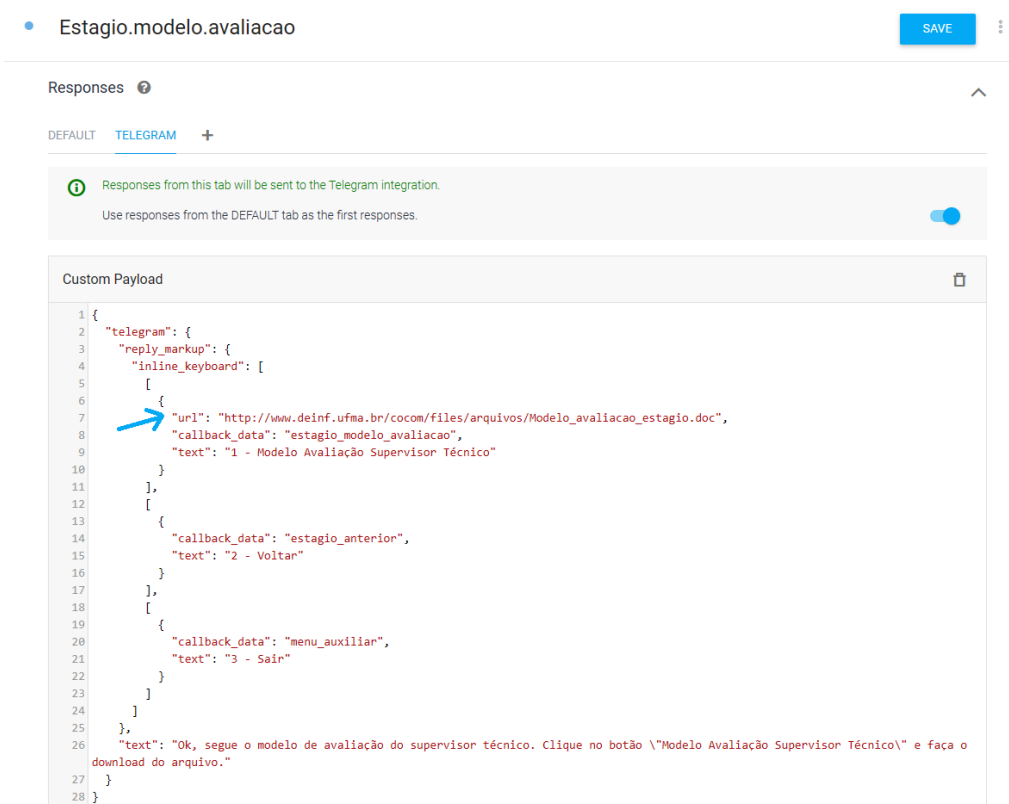 Estagio.modelo.avaliacao
SAVE
Responses
DEFAULT TELEGRAM +
Responses from this tab will be sent to the Telegram integration.
Use responses from the DEFAULT tab as the first responses.
Custom Payload
1 {
2   "telegram": {
3     "reply_markup": {
4       "inline_keyboard": [
5         [
6           {
7             "url": "http://www.deinf.ufma.br/cocom/files/arquivos/Modelo_avaliacao_estagio.doc",
8             "callback_data": "estagio_modelo_avaliacao",
9             "text": "1 - Modelo Avaliação Supervisor Técnico"
10           }
11         ],
12         [
13           {
14             "callback_data": "estagio_anterior",
15             "text": "2 - Voltar"
16           }
17         ],
18         [
19           {
20             "callback_data": "menu_auxiliar",
21             "text": "3 - Sair"
22           }
23         ]
24       ]
25     },
26     "text": "Ok, segue o modelo de avaliação do supervisor técnico. Clique no botão \"Modelo Avaliação Supervisor Técnico\" e faça o
download do arquivo."
27   }
28 }